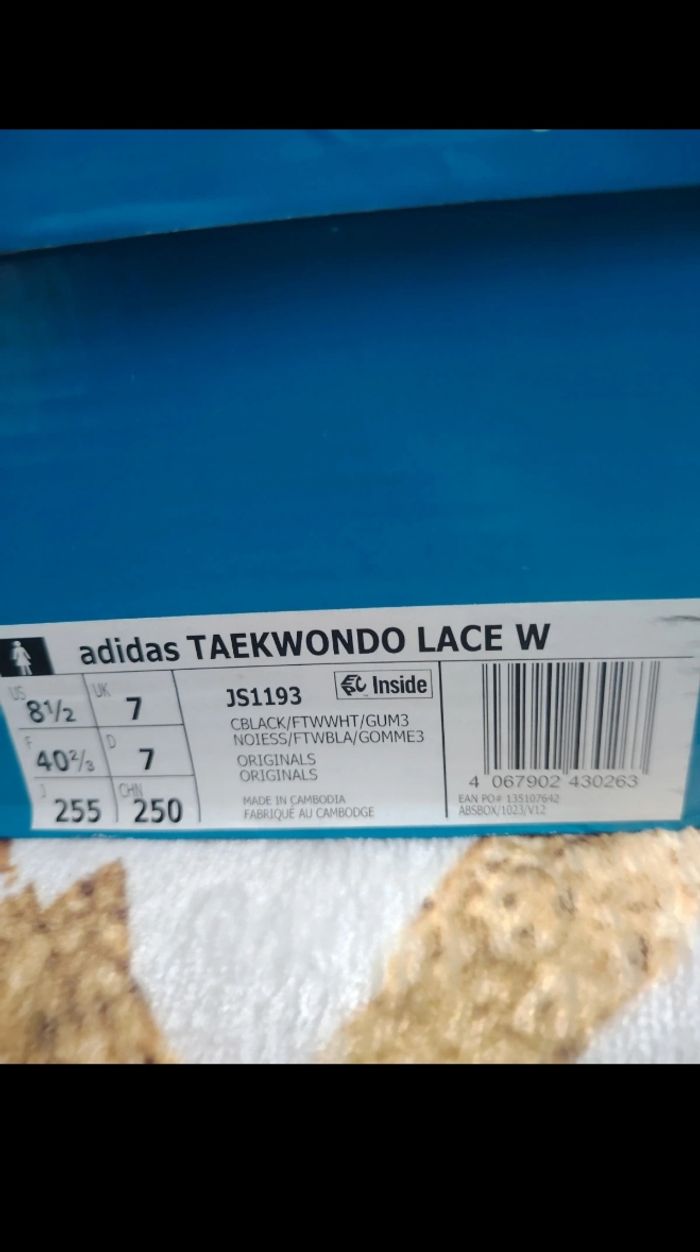 adidas TAEKWONDO LACE W
US 8½ UK 7
F 40⅔ D 7
J 255 CHN 250
JS1193
Inside
CBLACK/FTWWHT/GUM3
NOIESS/FTWBLA/GOMME3
ORIGINALS
ORIGINALS
MADE IN CAMBODIA
FABRIQUÉ AU CAMBODGE
4 067902 430263
EAN PO# 135107642
ABSBOX/1023/V12